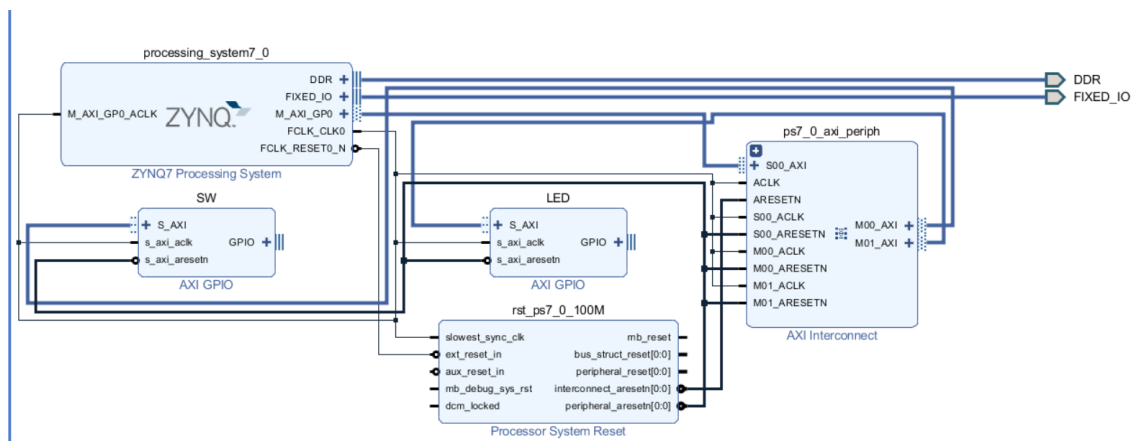 processing_system7_0
DDR
FIXED_IO
M_AXI_GP0_ACLK
ZYNQ
M_AXI_GP0
FCLK_CLK0
FCLK_RESET0_N
ZYNQ7 Processing System
DDR
FIXED_IO
SW
S_AXI
s_axi_aclk
GPIO
s_axi_aresetn
AXI GPIO
LED
S_AXI
s_axi_aclk
GPIO
s_axi_aresetn
AXI GPIO
ps7_0_axi_periph
S00_AXI
ACLK
ARESETN
S00_ACLK
S00_ARESETN
M00_ACLK
M00_ARESETN
M01_ACLK
M01_ARESETN
M00_AXI
M01_AXI
AXI Interconnect
rst_ps7_0_100M
slowest_sync_clk
ext_reset_in
aux_reset_in
mb_debug_sys_rst
dcm_locked
mb_reset
bus_struct_reset[0:0]
peripheral_reset[0:0]
interconnect_aresetn[0:0]
peripheral_aresetn[0:0]
Processor System Reset